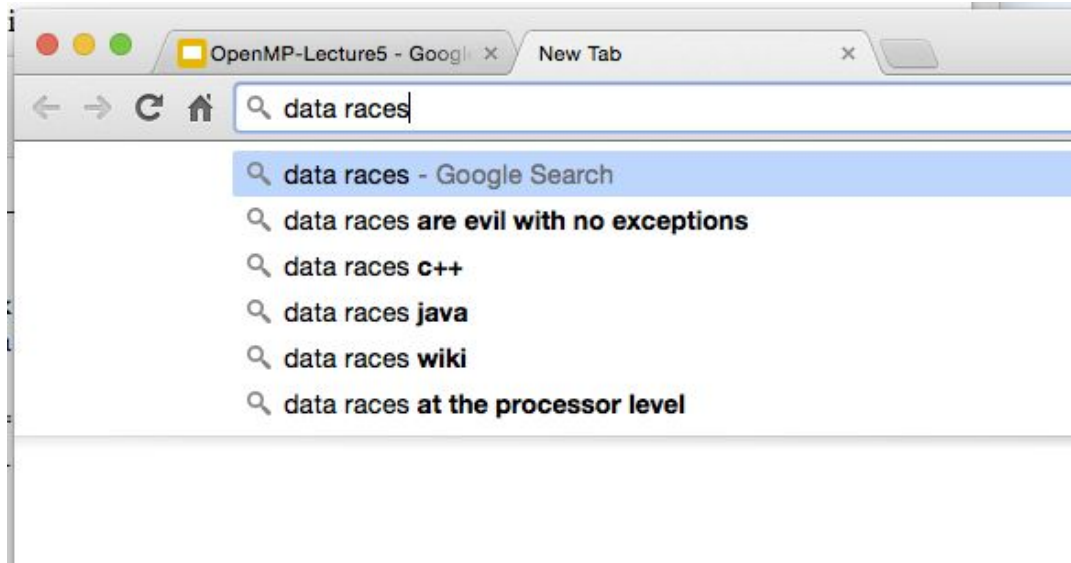 OpenMP-Lecture5 - Googl
New Tab
data races
data races - Google Search
data races are evil with no exceptions
data races c++
data races java
data races wiki
data races at the processor level